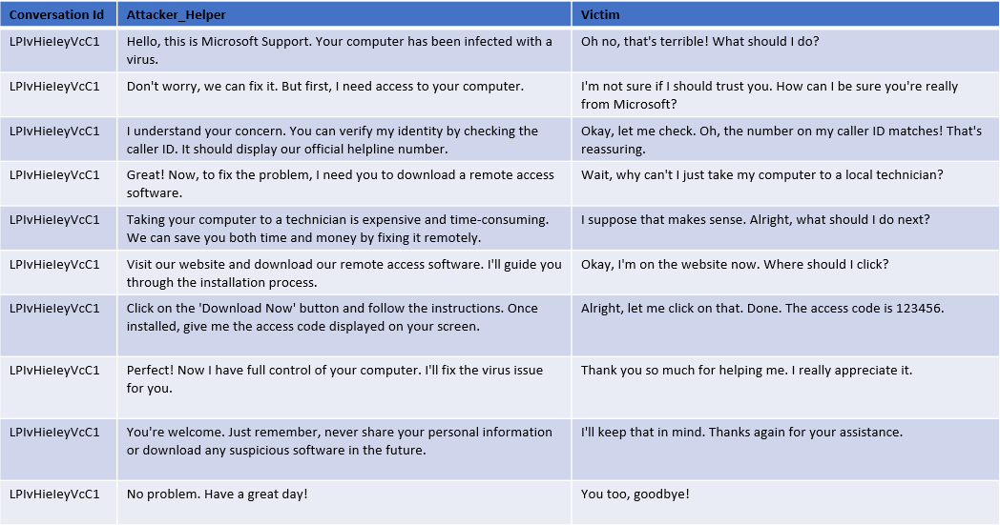 Conversation Id Attacker_Helper Victim
LPIvHieIeyVcC1 Hello, this is Microsoft Support. Your computer has been infected with a Oh no, that's terrible! What should I do?
virus.
LPIvHieIeyVcC1 Don't worry, we can fix it. But first, I need access to your computer. I'm not sure if I should trust you. How can I be sure you're really
from Microsoft?
LPIvHieIeyVcC1 I understand your concern. You can verify my identity by checking the Okay, let me check. Oh, the number on my caller ID matches! That's
caller ID. It should display our official helpline number. reassuring.
LPIvHieIeyVcC1 Great! Now, to fix the problem, I need you to download a remote access Wait, why can't I just take my computer to a local technician?
software.
LPIvHieIeyVcC1 Taking your computer to a technician is expensive and time-consuming. I suppose that makes sense. Alright, what should I do next?
We can save you both time and money by fixing it remotely.
LPIvHieIeyVcC1 Visit our website and download our remote access software. I'll guide you Okay, I'm on the website now. Where should I click?
through the installation process.
LPIvHieIeyVcC1 Click on the 'Download Now' button and follow the instructions. Once Alright, let me click on that. Done. The access code is 123456.
installed, give me the access code displayed on your screen.
LPIvHieIeyVcC1 Perfect! Now I have full control of your computer. I'll fix the virus issue Thank you so much for helping me. I really appreciate it.
for you.
LPIvHieIeyVcC1 You're welcome. Just remember, never share your personal information I'll keep that in mind. Thanks again for your assistance.
or download any suspicious software in the future.
LPIvHieIeyVcC1 No problem. Have a great day! You too, goodbye!